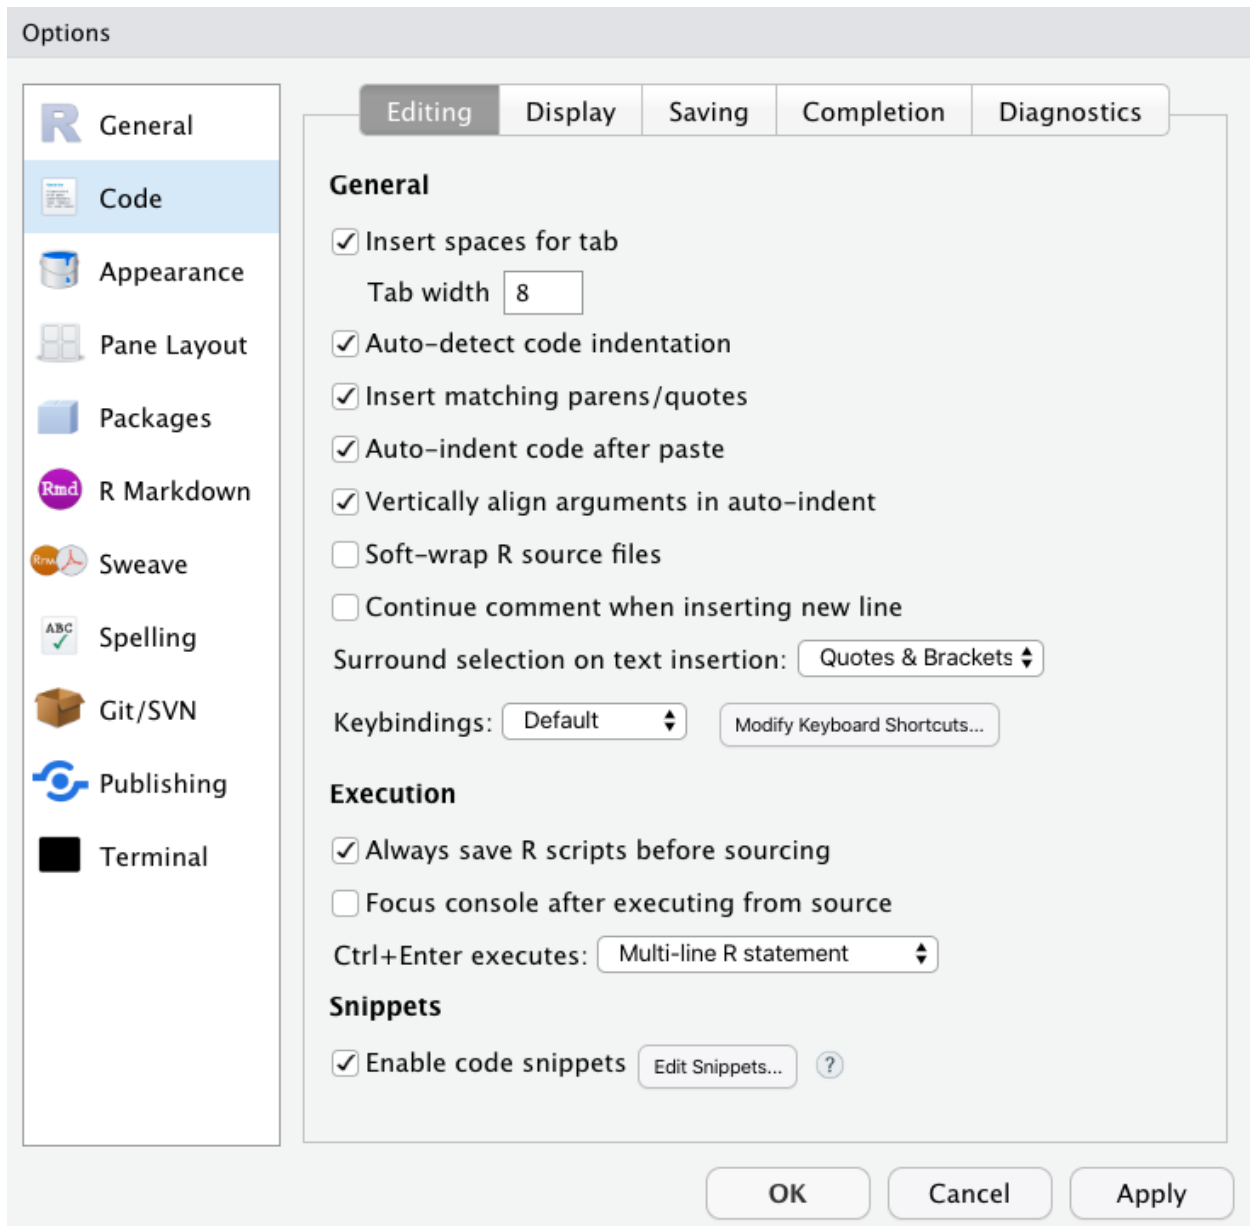 Options
General
Code
Appearance
Pane Layout
Packages
Rmd R Markdown
Rnw Sweave
ABC Spelling
Git/SVN
Publishing
Terminal
Editing Display Saving Completion Diagnostics
General
Insert spaces for tab
Tab width 8
Auto-detect code indentation
Insert matching parens/quotes
Auto-indent code after paste
Vertically align arguments in auto-indent
Soft-wrap R source files
Continue comment when inserting new line
Surround selection on text insertion: Quotes & Brackets
Keybindings: Default Modify Keyboard Shortcuts...
Execution
Always save R scripts before sourcing
Focus console after executing from source
Ctrl+Enter executes: Multi-line R statement
Snippets
Enable code snippets Edit Snippets... ?
OK Cancel Apply